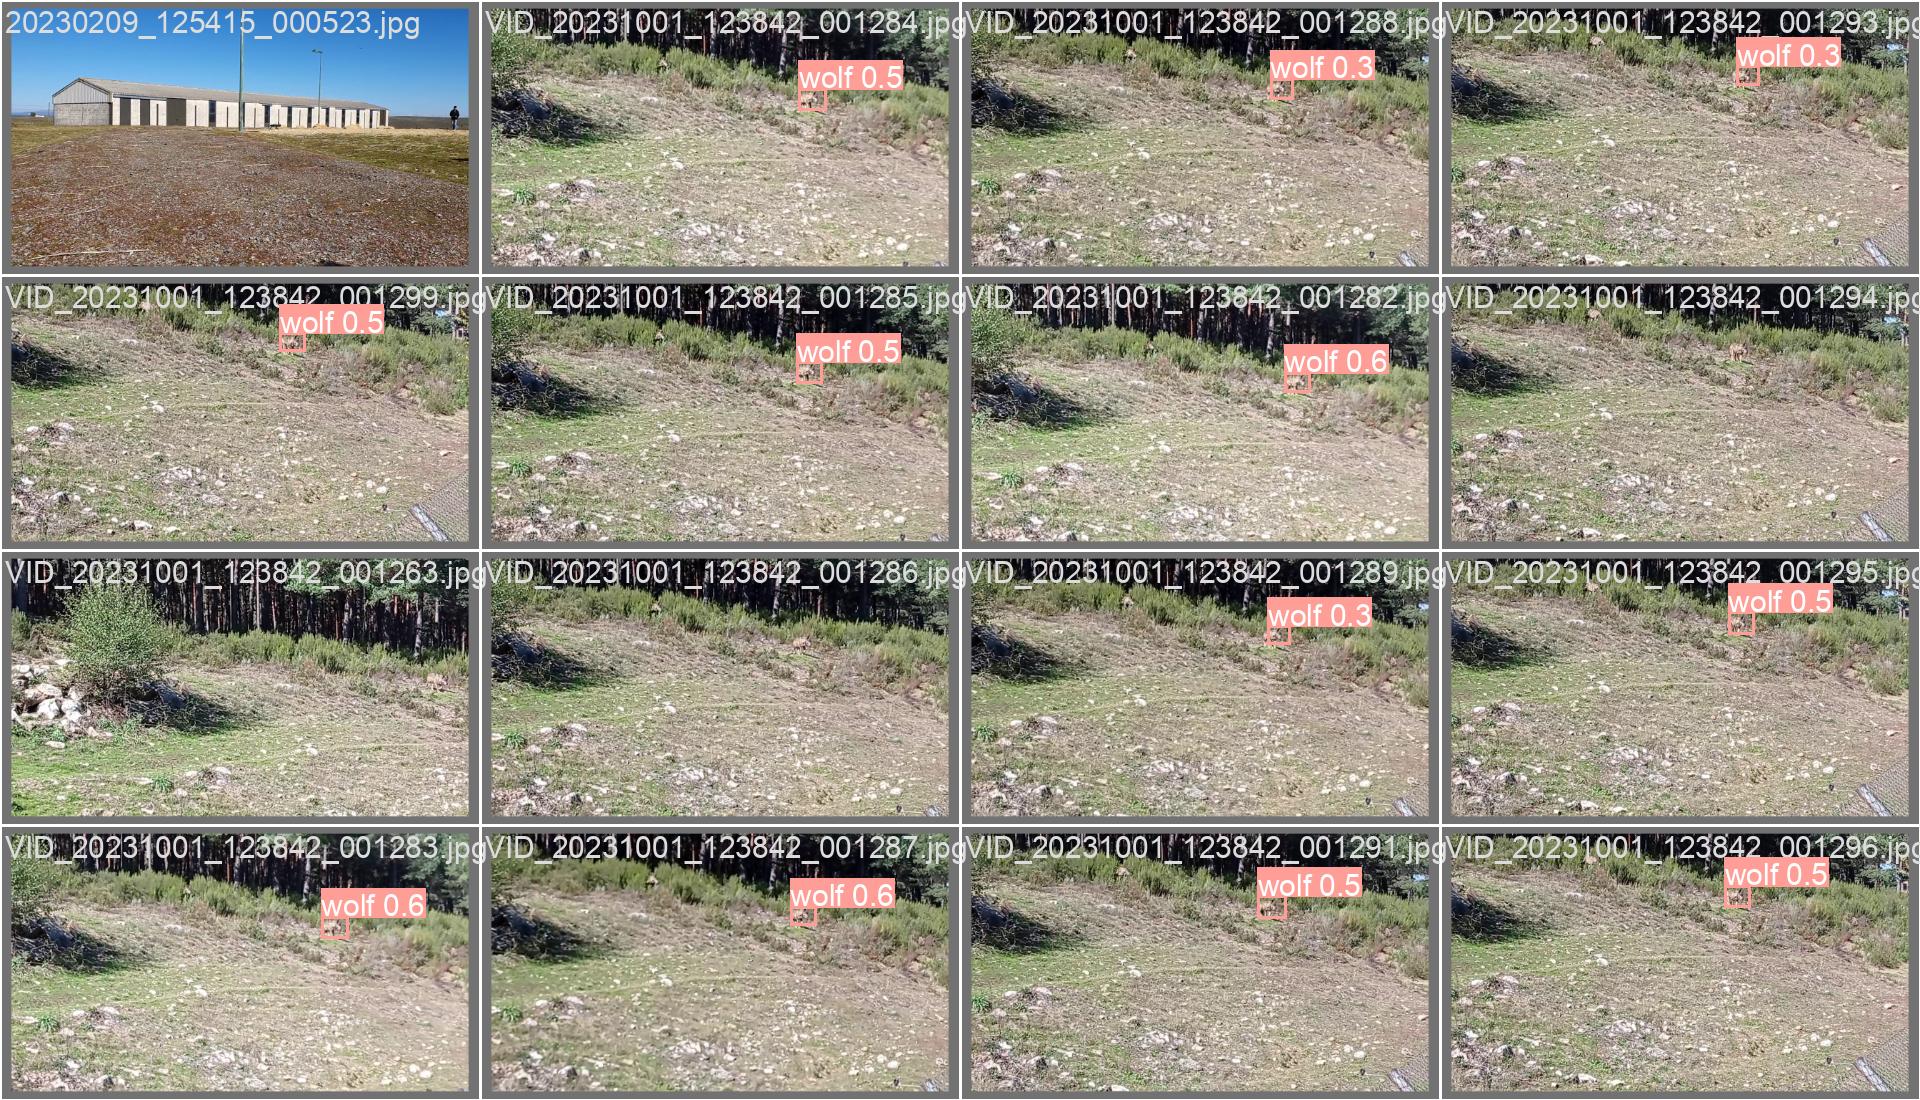 20230209_125415_000523.jpg
VID_20231001_123842_001284.jpg
VID_20231001_123842_001288.jpg
VID_20231001_123842_001293.jpg
wolf 0.5
wolf 0.3
wolf 0.3
VID_20231001_123842_001299.jpg
VID_20231001_123842_001285.jpg
VID_20231001_123842_001282.jpg
VID_20231001_123842_001294.jpg
wolf 0.5
wolf 0.5
wolf 0.6
VID_20231001_123842_001263.jpg
VID_20231001_123842_001286.jpg
VID_20231001_123842_001289.jpg
VID_20231001_123842_001295.jpg
wolf 0.3
wolf 0.5
VID_20231001_123842_001283.jpg
VID_20231001_123842_001287.jpg
VID_20231001_123842_001291.jpg
VID_20231001_123842_001296.jpg
wolf 0.6
wolf 0.6
wolf 0.5
wolf 0.5